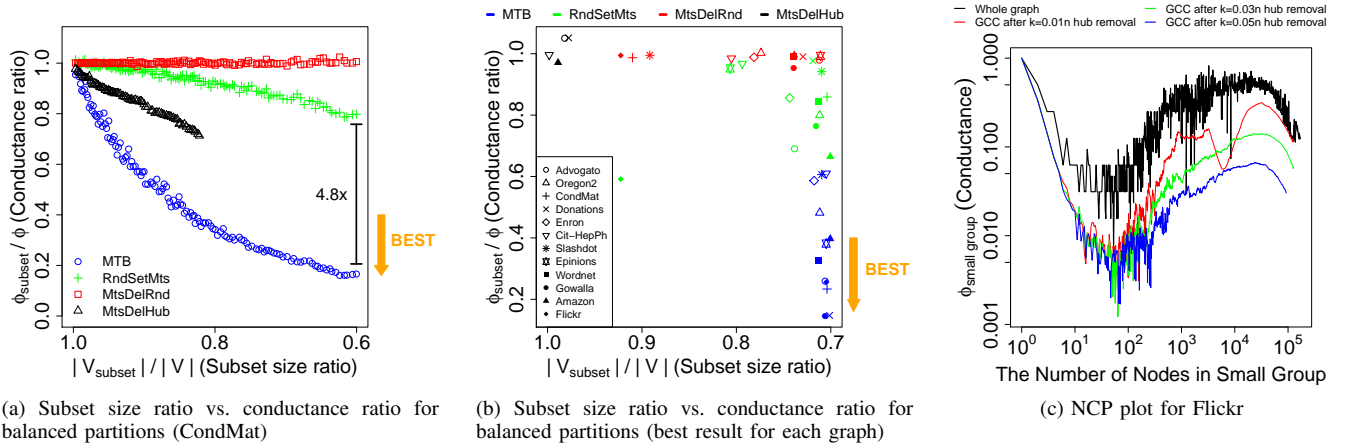 ϕsubset / ϕ (Conductance ratio)
0.0 0.2 0.4 0.6 0.8 1.0
4.8x
BEST
MTB
RndSetMts
MtsDelRnd
MtsDelHub
1.0 0.8 0.6
| Vsubset | / | V | (Subset size ratio)
(a) Subset size ratio vs. conductance ratio for
balanced partitions (CondMat)
MTB RndSetMts MtsDelRnd MtsDelHub
ϕsubset / ϕ (Conductance ratio)
0.2 0.4 0.6 0.8 1.0
Advogato
Oregon2
CondMat
Donations
Enron
Cit−HepPh
Slashdot
Epinions
Wordnet
Gowalla
Amazon
Flickr
BEST
1.0 0.9 0.8 0.7
| Vsubset | / | V | (Subset size ratio)
(b) Subset size ratio vs. conductance ratio for
balanced partitions (best result for each graph)
Whole graph GCC after k=0.03n hub removal
GCC after k=0.01n hub removal GCC after k=0.05n hub removal
ϕsmall group (Conductance)
0.001 0.010 0.100 1.000
10^0 10^1 10^2 10^3 10^4 10^5
The Number of Nodes in Small Group
(c) NCP plot for Flickr